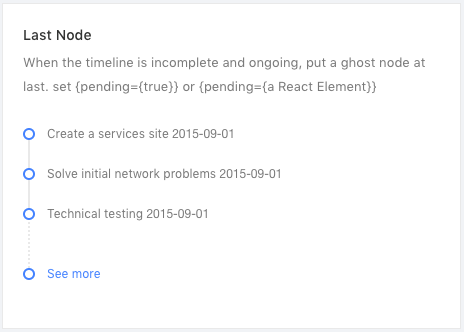 Last Node
When the timeline is incomplete and ongoing, put a ghost node at
last. set {pending={true}} or {pending={a React Element}}
Create a services site 2015-09-01
Solve initial network problems 2015-09-01
Technical testing 2015-09-01
See more